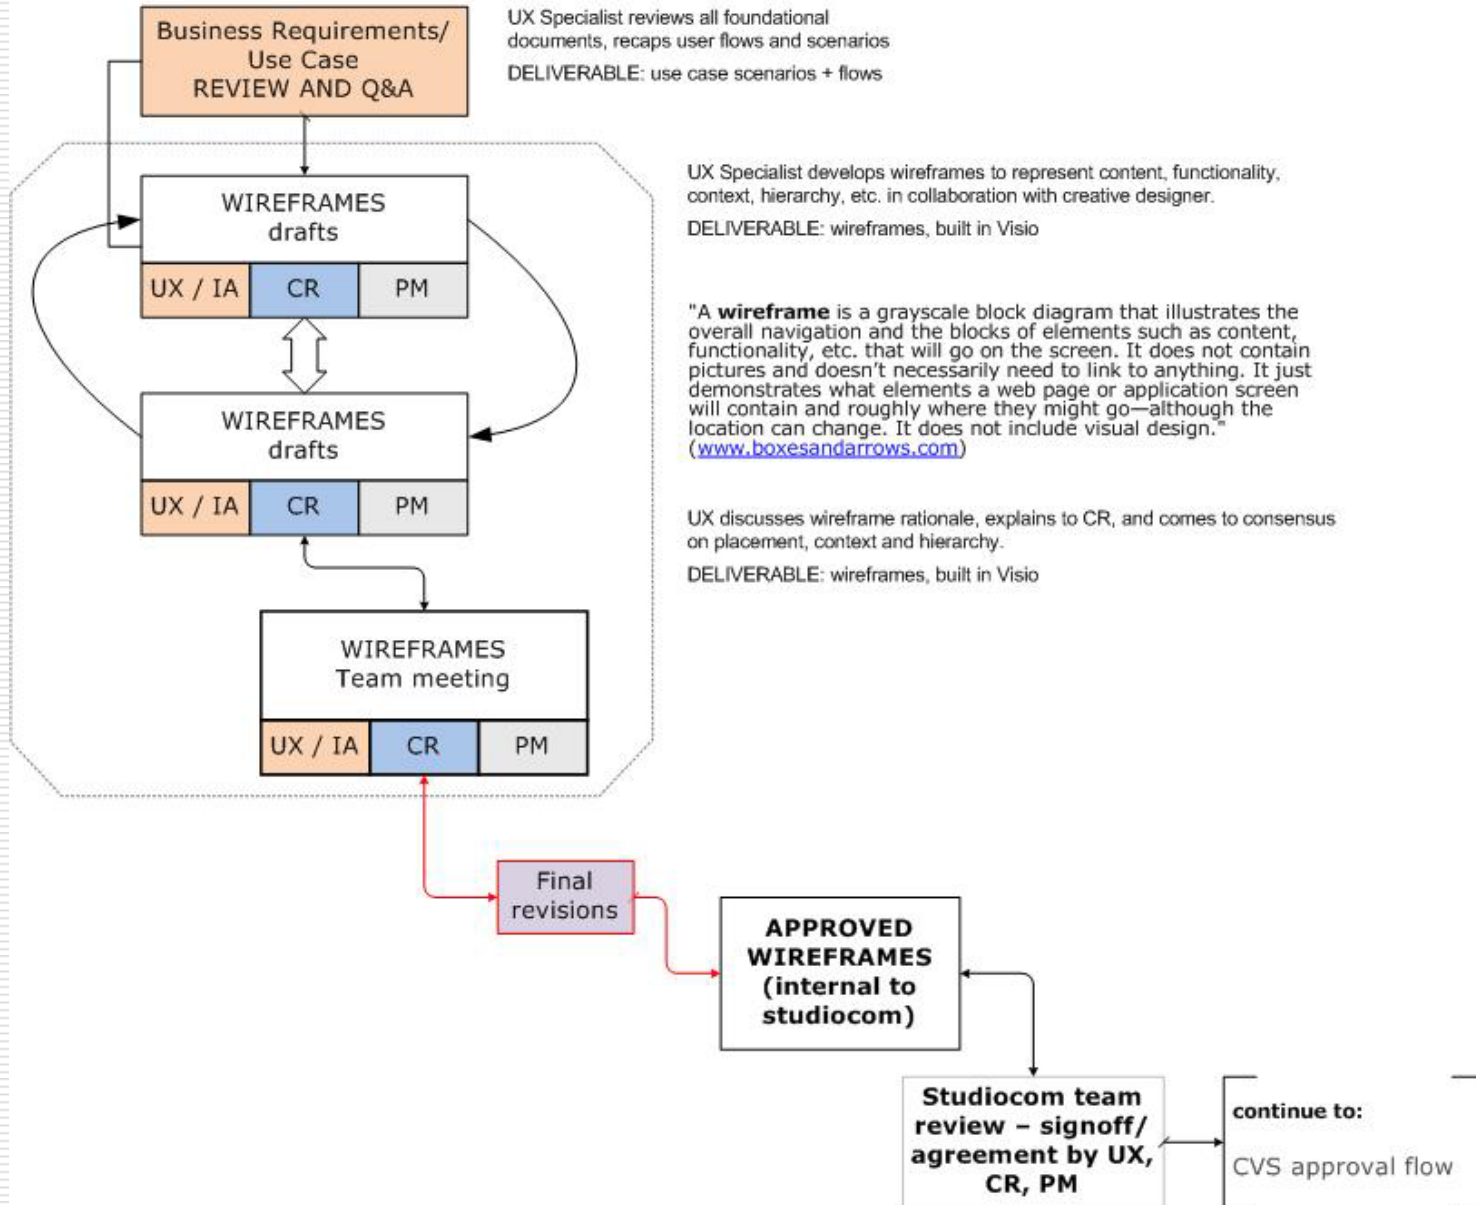 Business Requirements/
Use Case
REVIEW AND Q&A
UX Specialist reviews all foundational
documents, recaps user flows and scenarios
DELIVERABLE: use case scenarios + flows
WIREFRAMES
drafts
UX / IA
CR
PM
UX Specialist develops wireframes to represent content, functionality,
context, hierarchy, etc. in collaboration with creative designer.
DELIVERABLE: wireframes, built in Visio
"A wireframe is a grayscale block diagram that illustrates the
overall navigation and the blocks of elements such as content,
functionality, etc. that will go on the screen. It does not contain
pictures and doesn't necessarily need to link to anything. It just
demonstrates what elements a web page or application screen
will contain and roughly where they might go—although the
location can change. It does not include visual design."
(www.boxesandarrows.com)
WIREFRAMES
drafts
UX / IA
CR
PM
UX discusses wireframe rationale, explains to CR, and comes to consensus
on placement, context and hierarchy.
DELIVERABLE: wireframes, built in Visio
WIREFRAMES
Team meeting
UX / IA
CR
PM
Final
revisions
APPROVED
WIREFRAMES
(internal to
studiocom)
Studiocom team
review – signoff/
agreement by UX,
CR, PM
continue to:
CVS approval flow